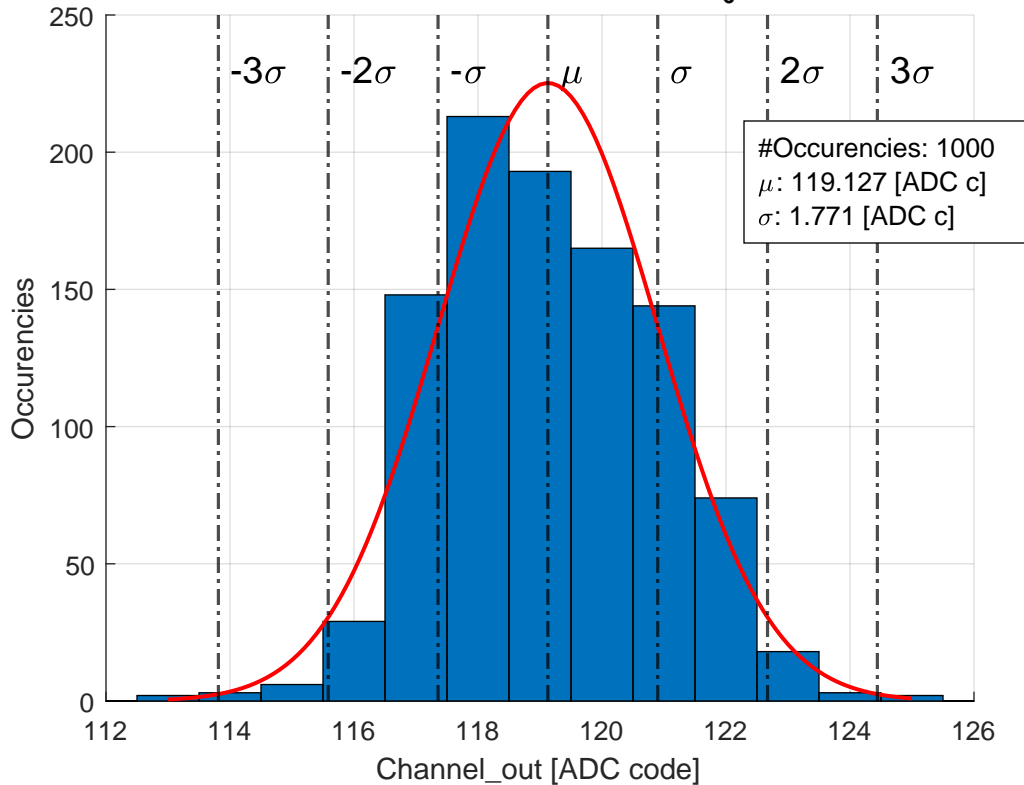 250
200
150
100
50
0
-3σ
-2σ
-σ
μ
σ
2σ
3σ
#Occurencies: 1000
μ: 119.127 [ADC c]
σ: 1.771 [ADC c]
Occurencies
112 114 116 118 120 122 124 126
Channel_out [ADC code]